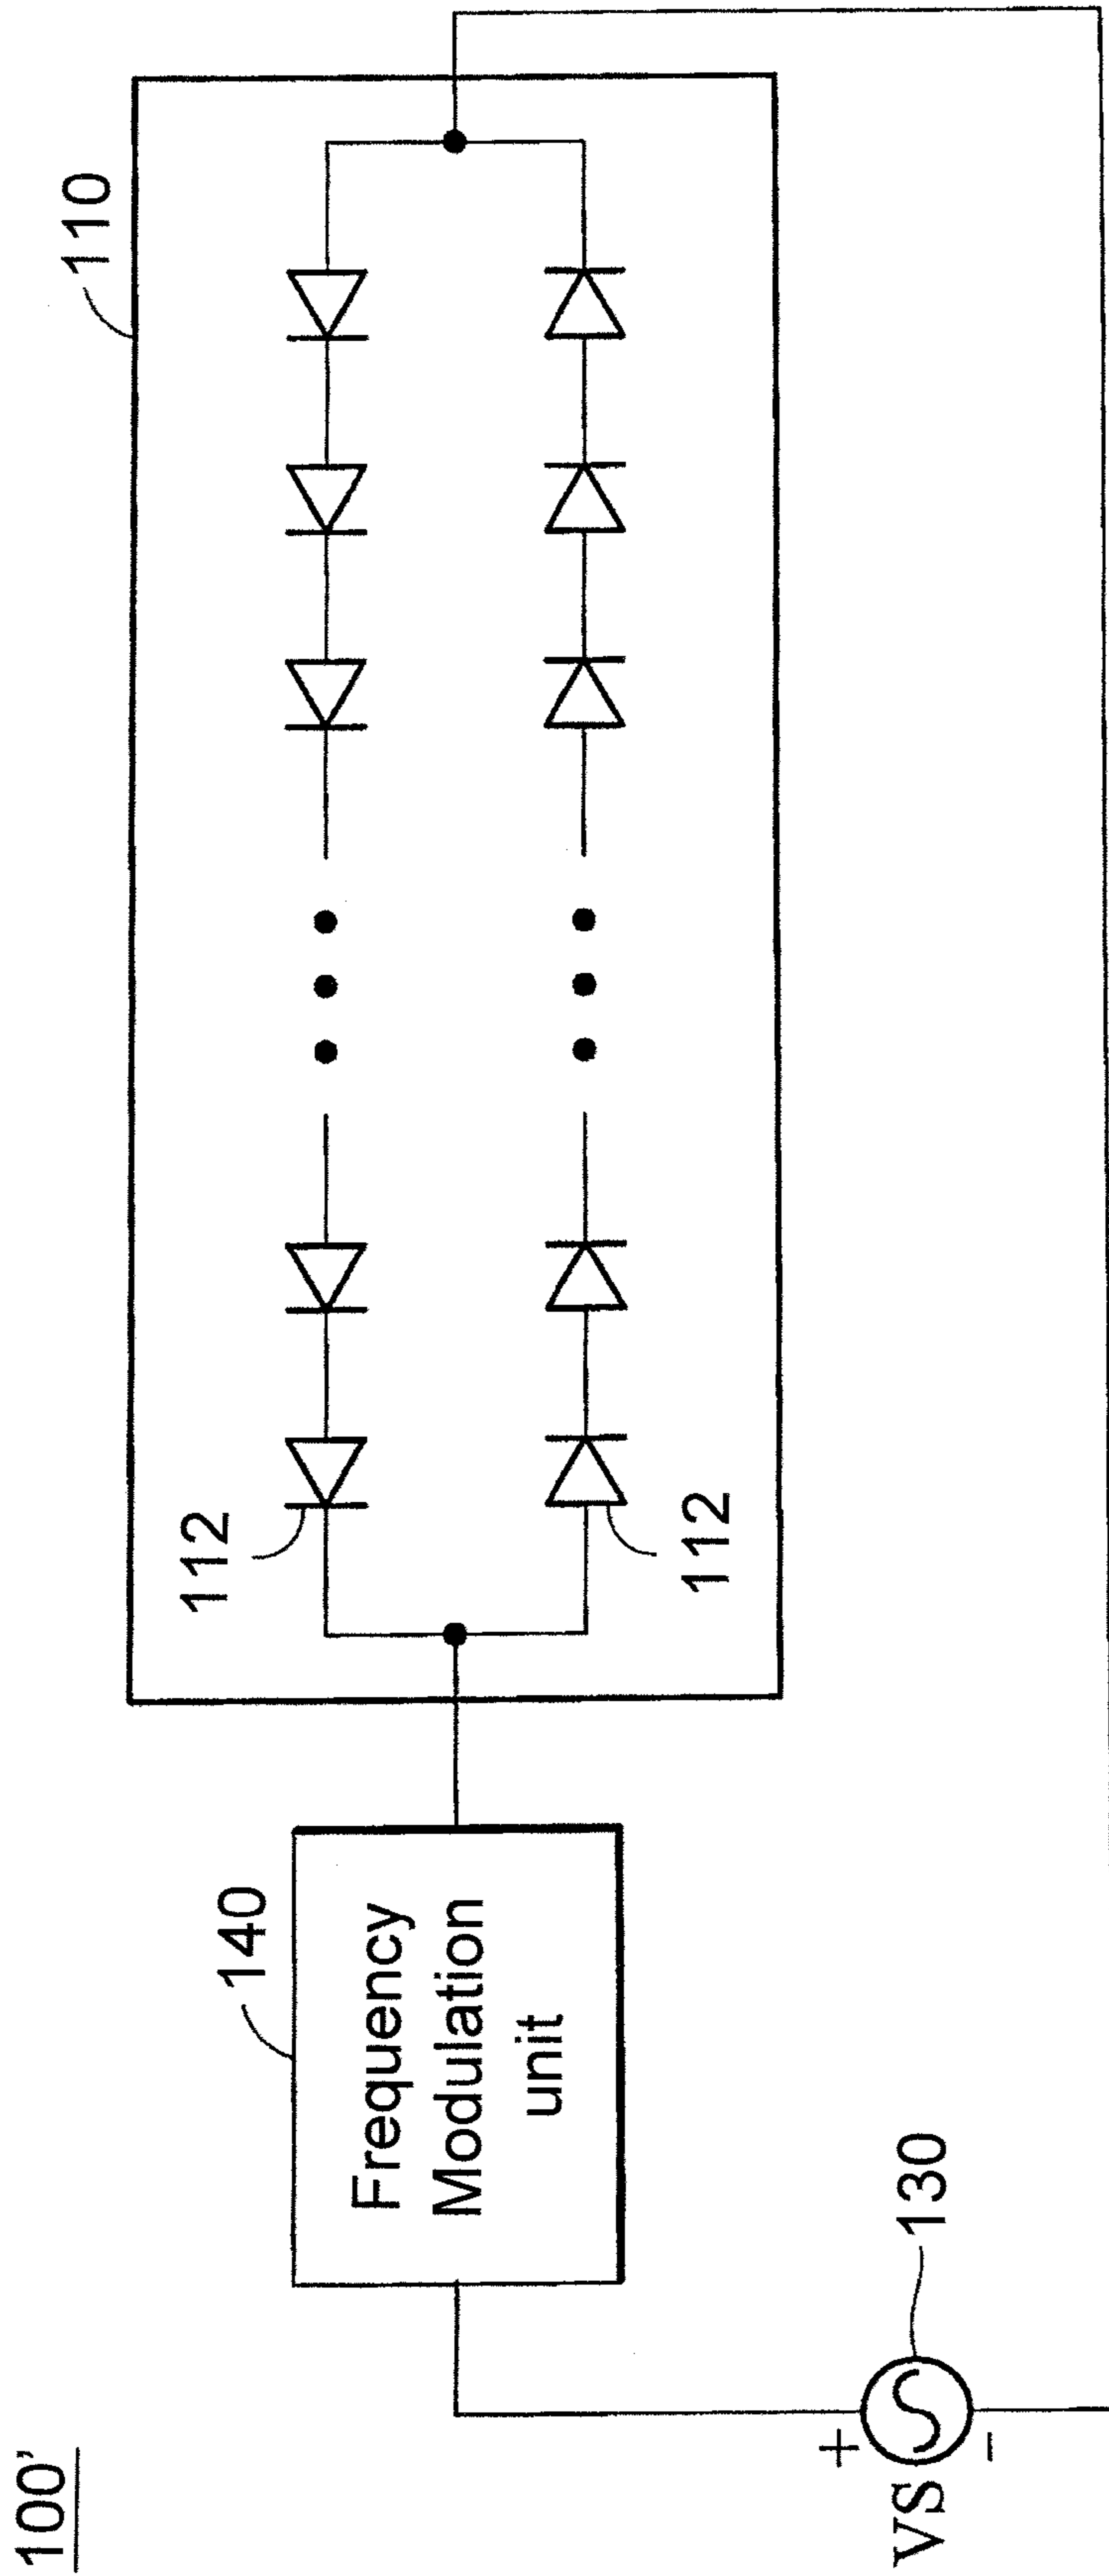 100'
110
112
112
140
Frequency
Modulation
unit
130
+
VS
-